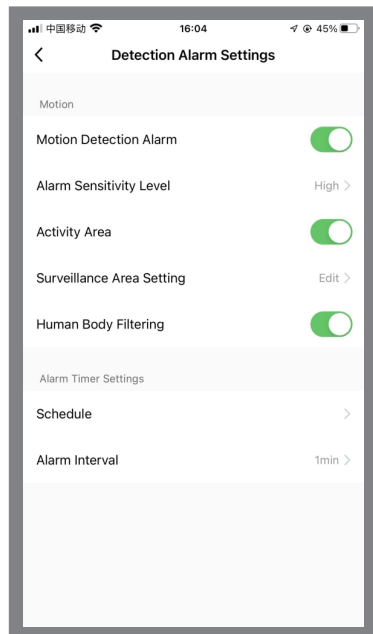 中国移动 16:04 45%
Detection Alarm Settings
Motion
Motion Detection Alarm
Alarm Sensitivity Level High >
Activity Area
Surveillance Area Setting Edit >
Human Body Filtering
Alarm Timer Settings
Schedule >
Alarm Interval 1min >